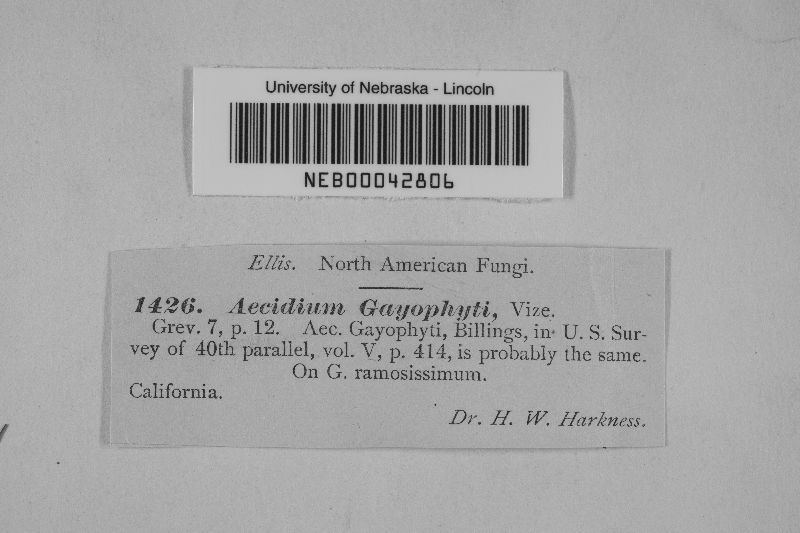 University of Nebraska - Lincoln
NEB00042806
Ellis. North American Fungi.
1426. Aecidium Gayophyti, Vize.
Grev. 7, p. 12. Aec. Gayophyti, Billings, in U. S. Sur-
vey of 40th parallel, vol. V, p. 414, is probably the same.
On G. ramosissimum.
California.
Dr. H. W. Harkness.